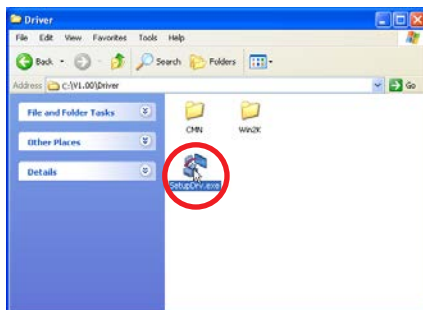 Driver
File Edit View Favorites Tools Help
Back Search Folders
Address C:\V1.00\Driver Go
File and Folder Tasks
Other Places
Details
CMN Win2K
SetupDrv.exe